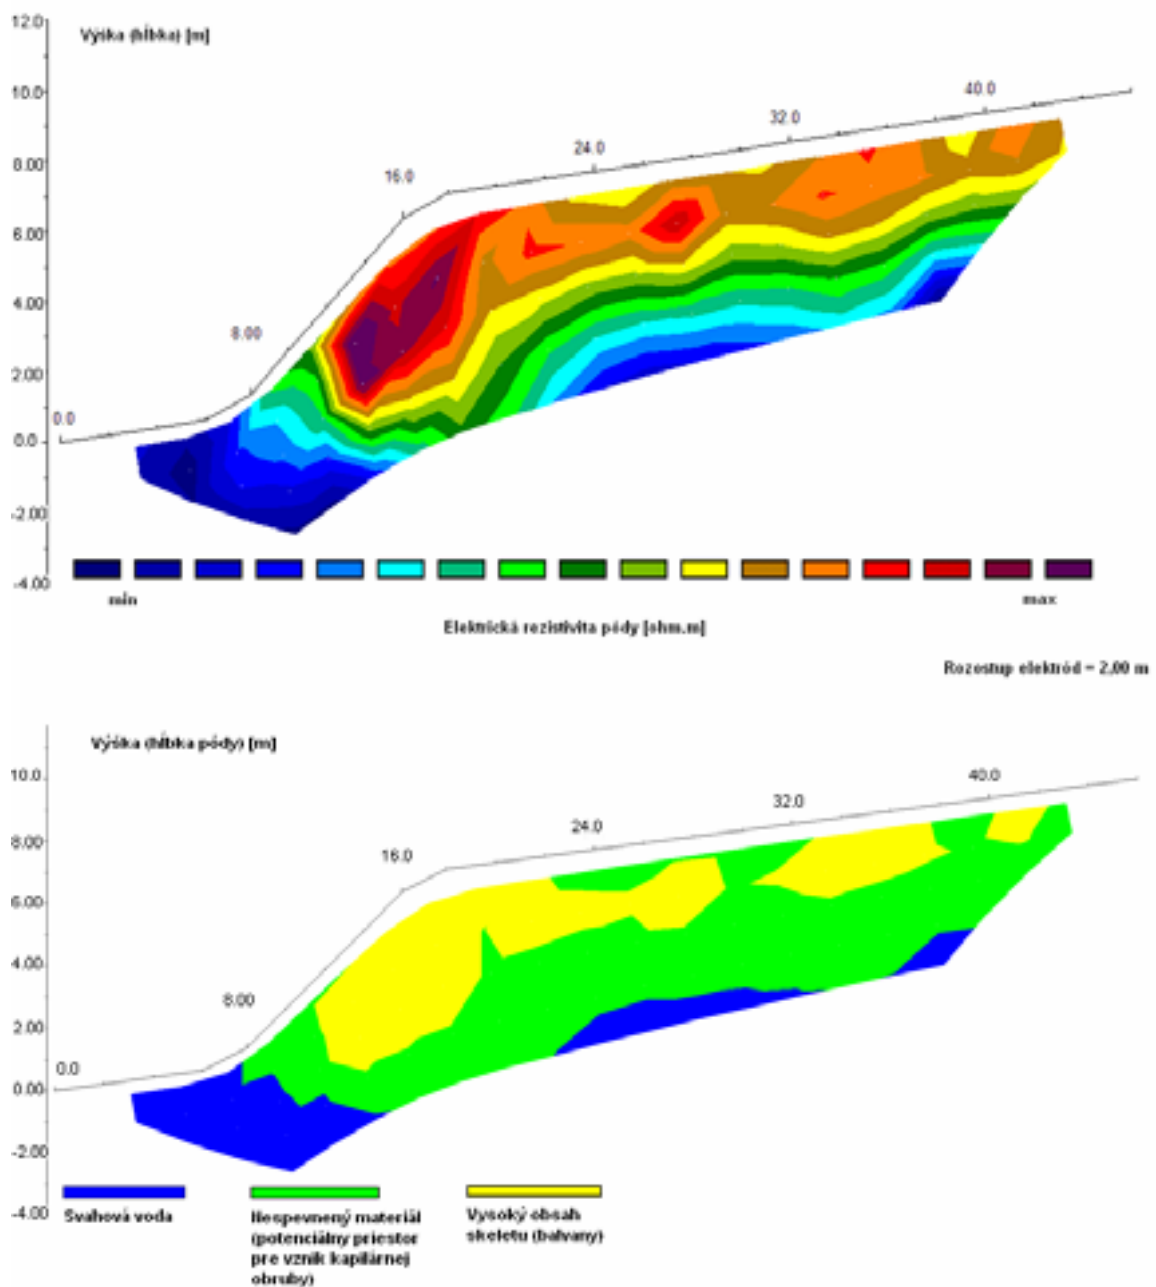 12.0
Výška (hĺbka) [m]
10.0
40.0
32.0
8.00
24.0
16.0
6.00
4.00
8.00
2.00
0.0
0.0
-2.00
-4.00
min
max
Elektrická rezistivita pôdy [ohm.m]
Rozostup elektród = 2,00 m
Výška (hĺbka pôdy) [m]
10.0
40.0
32.0
8.00
24.0
16.0
6.00
4.00
8.00
2.00
0.0
0.00
-2.00
-4.00
Svahová voda
Nespevnený materiál
(potenciálny priestor
pre vznik kapilárnej
obruby)
Vysoký obsah
skeletu (balvany)